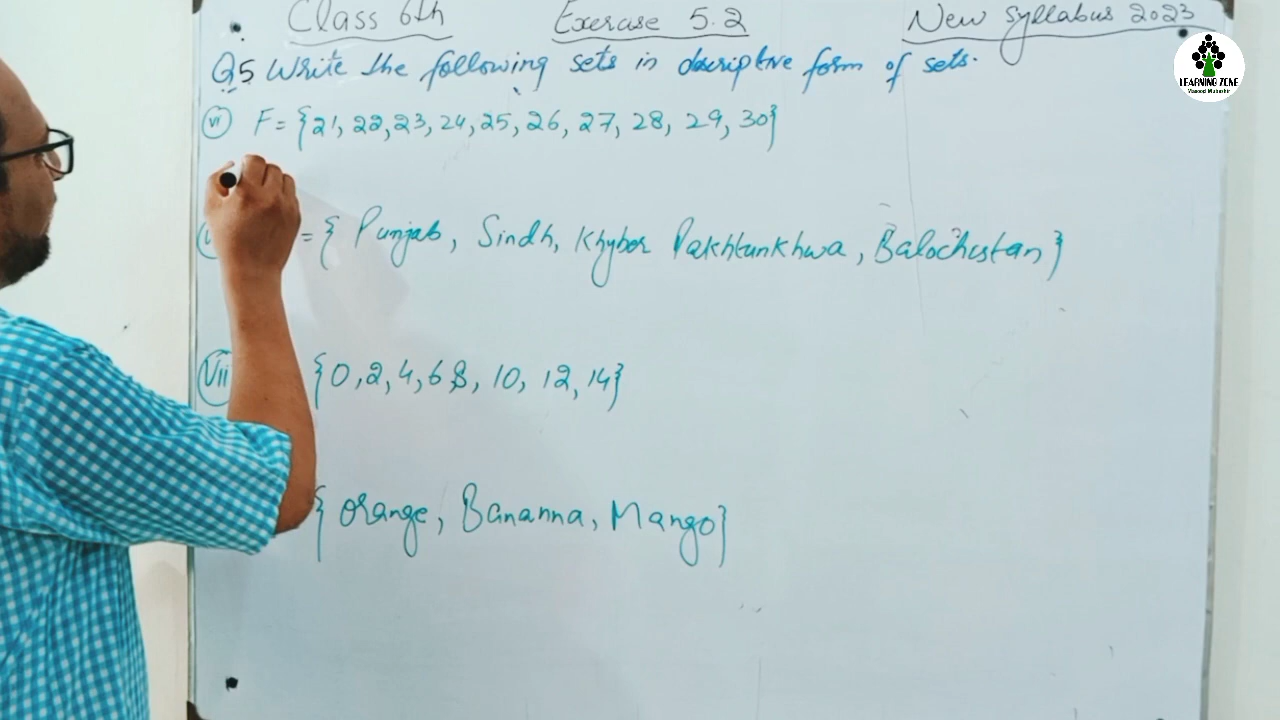 Class 6th Exercise 5.2 New Syllabus 2023
Q5 Write the following sets in descriptive form of sets.
vi F = {21, 22, 23, 24, 25, 26, 27, 28, 29, 30}
= { Punjab, Sindh, Khyber Pakhtunkhwa, Balochistan }
Vii {0, 2, 4, 6 8, 10, 12, 14}
{ Orange, Bananna, Mango}
LEARNING ZONE